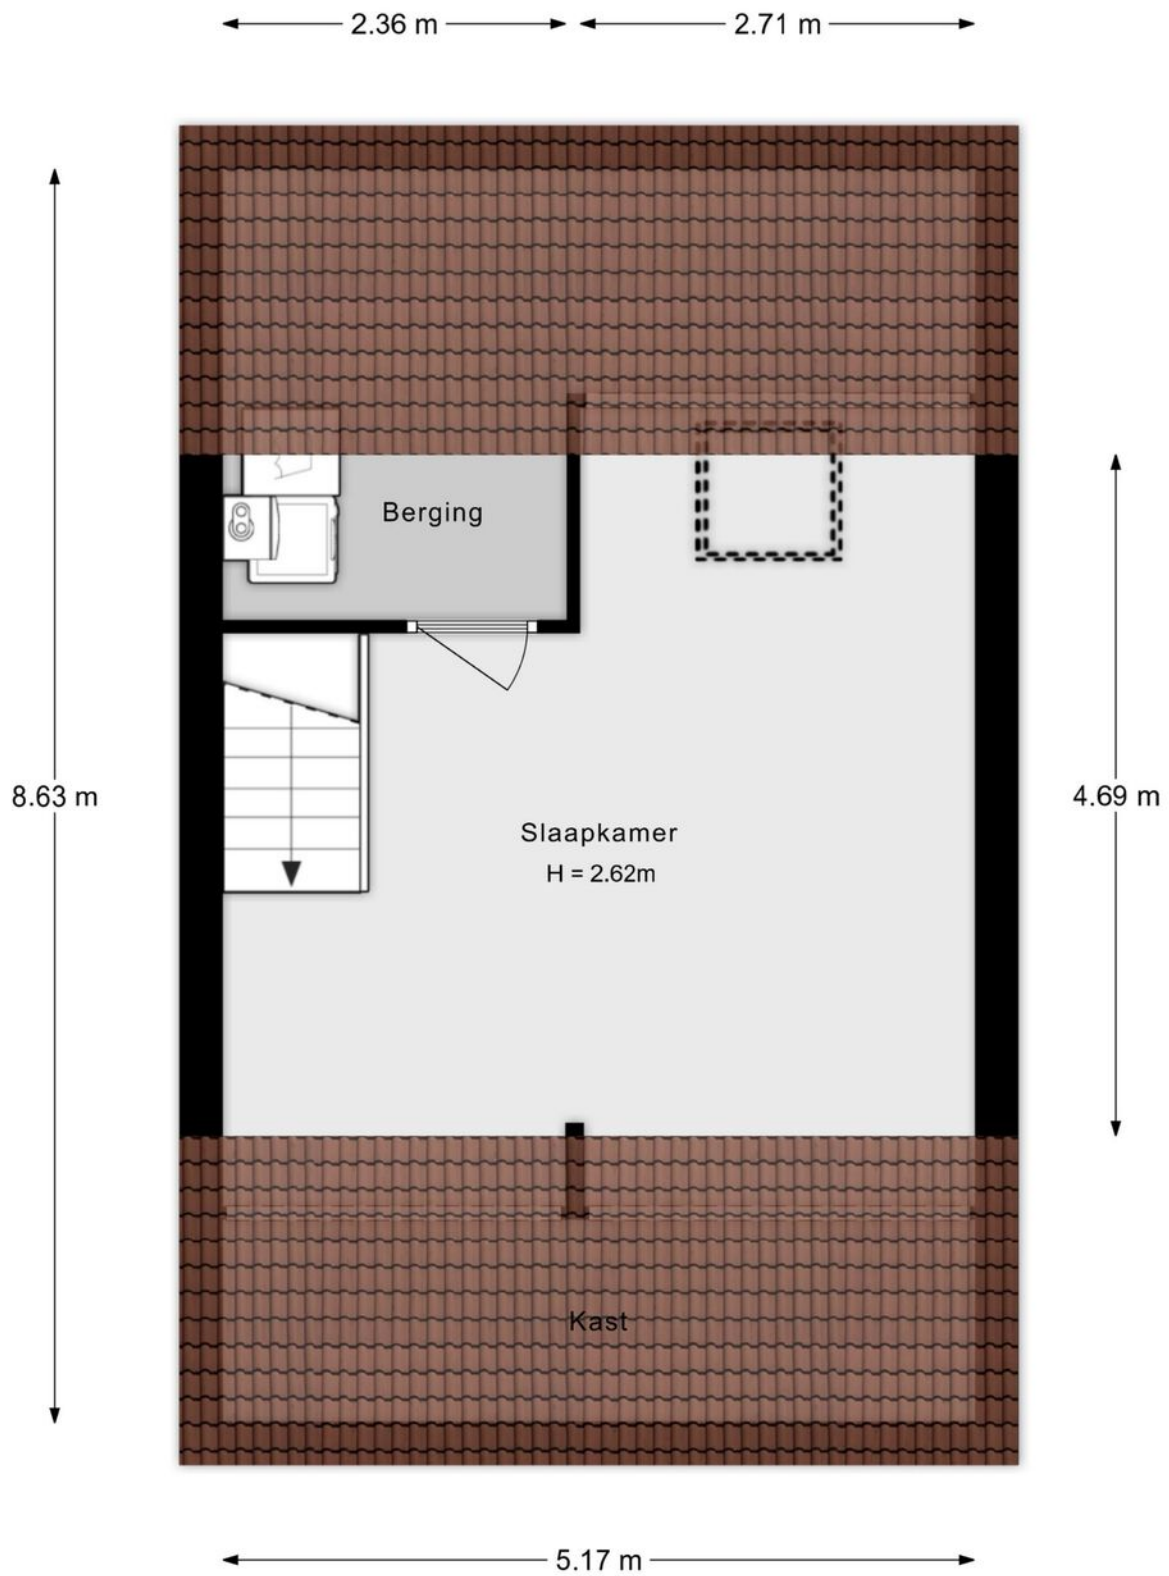 2.36 m
2.71 m
Berging
8.63 m
4.69 m
Slaapkamer
H = 2.62m
Kast
5.17 m